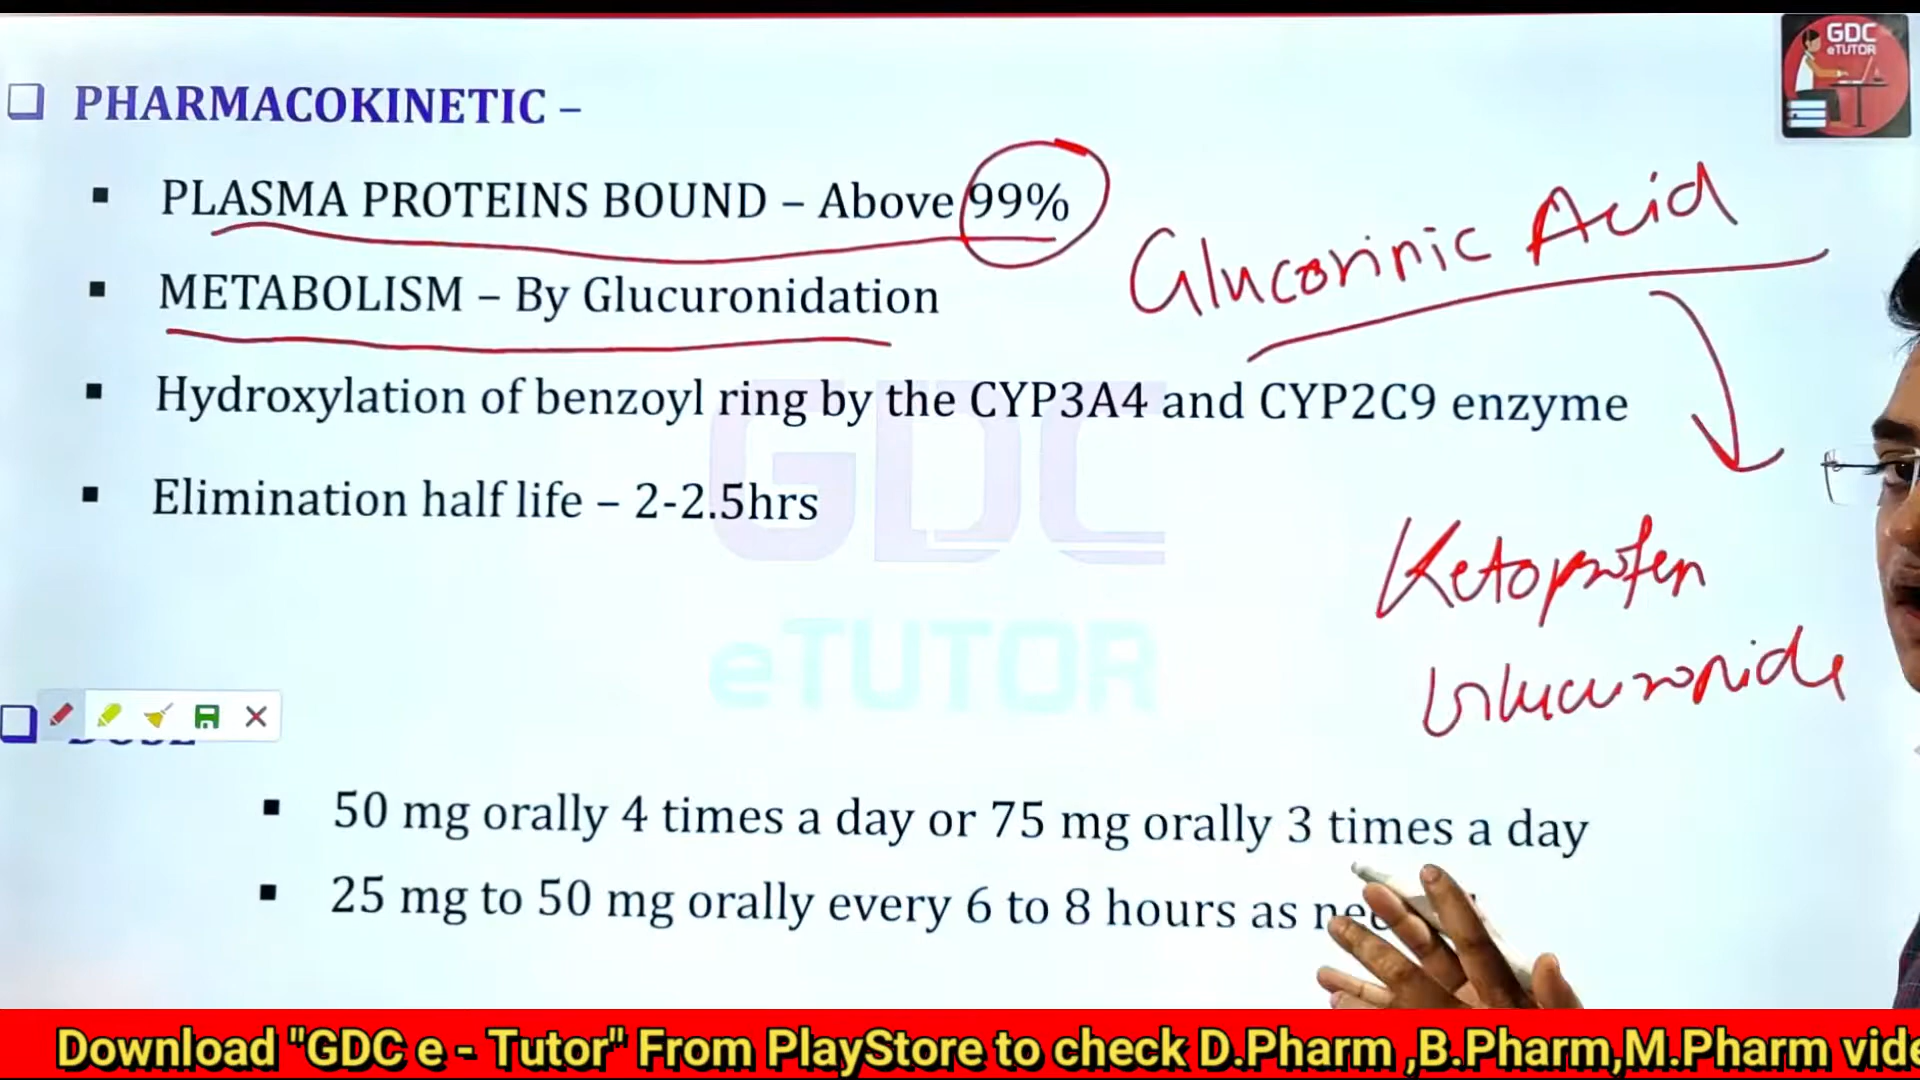 GDC
eTUTOR
PHARMACOKINETIC –
PLASMA PROTEINS BOUND – Above 99%
Glucorinic Acid
METABOLISM – By Glucuronidation
Hydroxylation of benzoyl ring by the CYP3A4 and CYP2C9 enzyme
Elimination half life – 2-2.5hrs
GDC
eTUTOR
Ketoprofen
Glucuronide
50 mg orally 4 times a day or 75 mg orally 3 times a day
25 mg to 50 mg orally every 6 to 8 hours as
Download "GDC e - Tutor" From PlayStore to check D.Pharm ,B.Pharm,M.Pharm